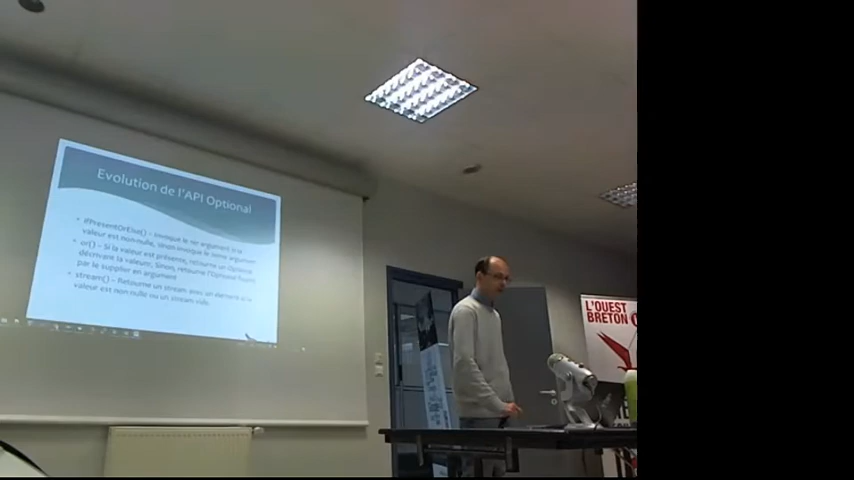 Evolution de l'API Optional
• ifPresentOrElse() – Invoque le 1er argument si la
valeur est non-nulle, sinon invoque le 2ème argument
• or() – Si la valeur est présente, retourne un Optional
décrivant la valeur. Sinon, retourne l'Optional fourni
par le supplier en argument
• stream() – Retourne un stream avec un élément si la
valeur est non nulle ou un stream vide.
L'OUEST
BRETON